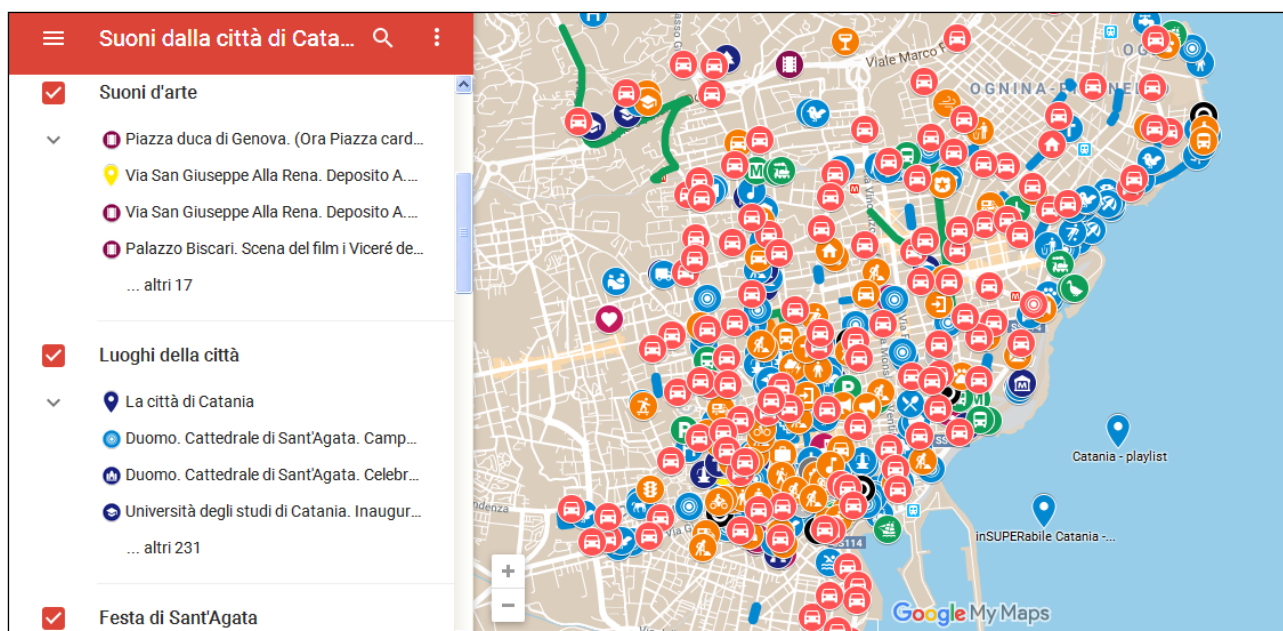 Suoni dalla città di Cata...
Suoni d'arte
Piazza duca di Genova. (Ora Piazza card...
Via San Giuseppe Alla Rena. Deposito A....
Via San Giuseppe Alla Rena. Deposito A....
Palazzo Biscari. Scena del film i Viceré de...
... altri 17
Luoghi della città
La città di Catania
Duomo. Cattedrale di Sant'Agata. Camp...
Duomo. Cattedrale di Sant'Agata. Celebr...
Università degli studi di Catania. Inaugur...
... altri 231
Festa di Sant'Agata
Viale Marco
Catania - playlist
inSUPERabile Catania -...
S114
Via G
Google My Maps